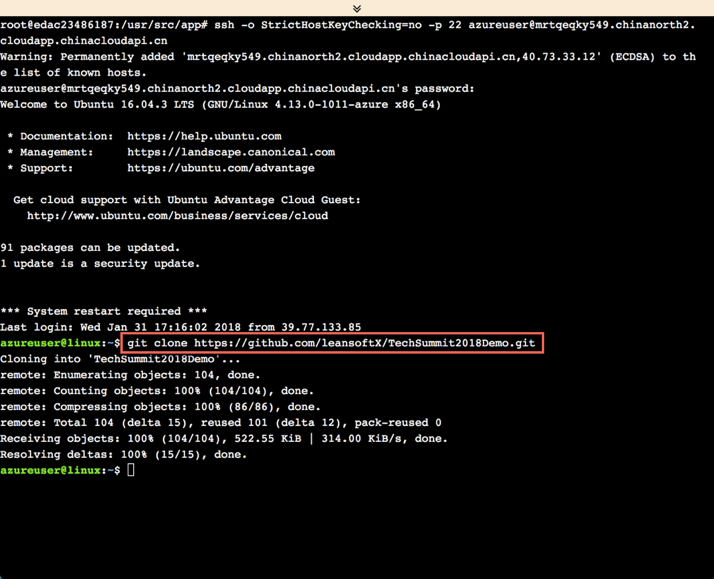 root@edac23486187:/usr/src/app# ssh -o StrictHostKeyChecking=no -p 22 azureuser@mrtqeqky549.chinanorth2.
cloudapp.chinacloudapi.cn
Warning: Permanently added 'mrtqeqky549.chinanorth2.cloudapp.chinacloudapi.cn,40.73.33.12' (ECDSA) to th
e list of known hosts.
azureuser@mrtqeqky549.chinanorth2.cloudapp.chinacloudapi.cn's password:
Welcome to Ubuntu 16.04.3 LTS (GNU/Linux 4.13.0-1011-azure x86_64)
* Documentation:  https://help.ubuntu.com
* Management:     https://landscape.canonical.com
* Support:        https://ubuntu.com/advantage
Get cloud support with Ubuntu Advantage Cloud Guest:
http://www.ubuntu.com/business/services/cloud
91 packages can be updated.
1 update is a security update.
*** System restart required ***
Last login: Wed Jan 31 17:16:02 2018 from 39.77.133.85
azureuser@linux:~$ git clone https://github.com/leansoftX/TechSummit2018Demo.git
Cloning into 'TechSummit2018Demo'...
remote: Enumerating objects: 104, done.
remote: Counting objects: 100% (104/104), done.
remote: Compressing objects: 100% (86/86), done.
remote: Total 104 (delta 15), reused 101 (delta 12), pack-reused 0
Receiving objects: 100% (104/104), 522.55 KiB | 314.00 KiB/s, done.
Resolving deltas: 100% (15/15), done.
azureuser@linux:~$